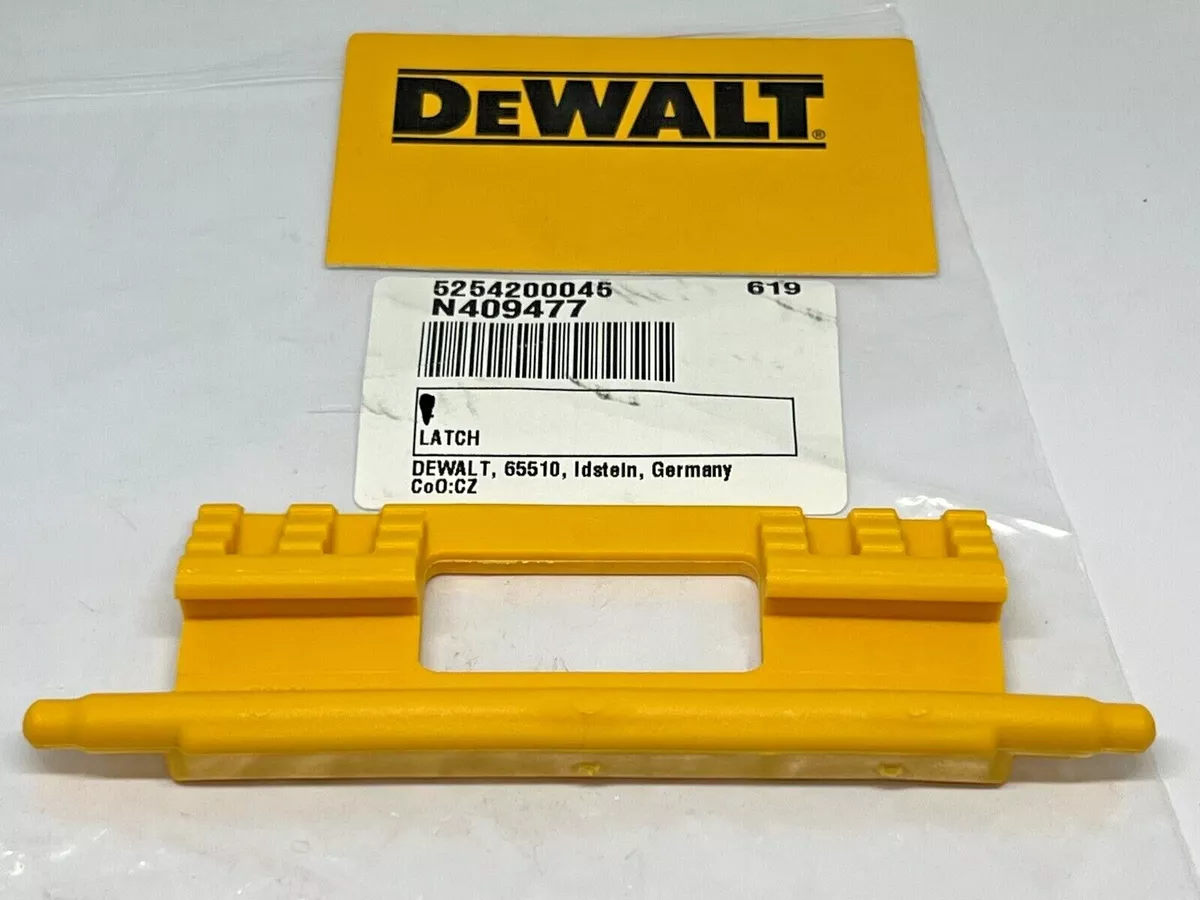 DEWALT®
5254200045 619
N409477
LATCH
DEWALT, 65510, Idstein, Germany
CoO:CZ